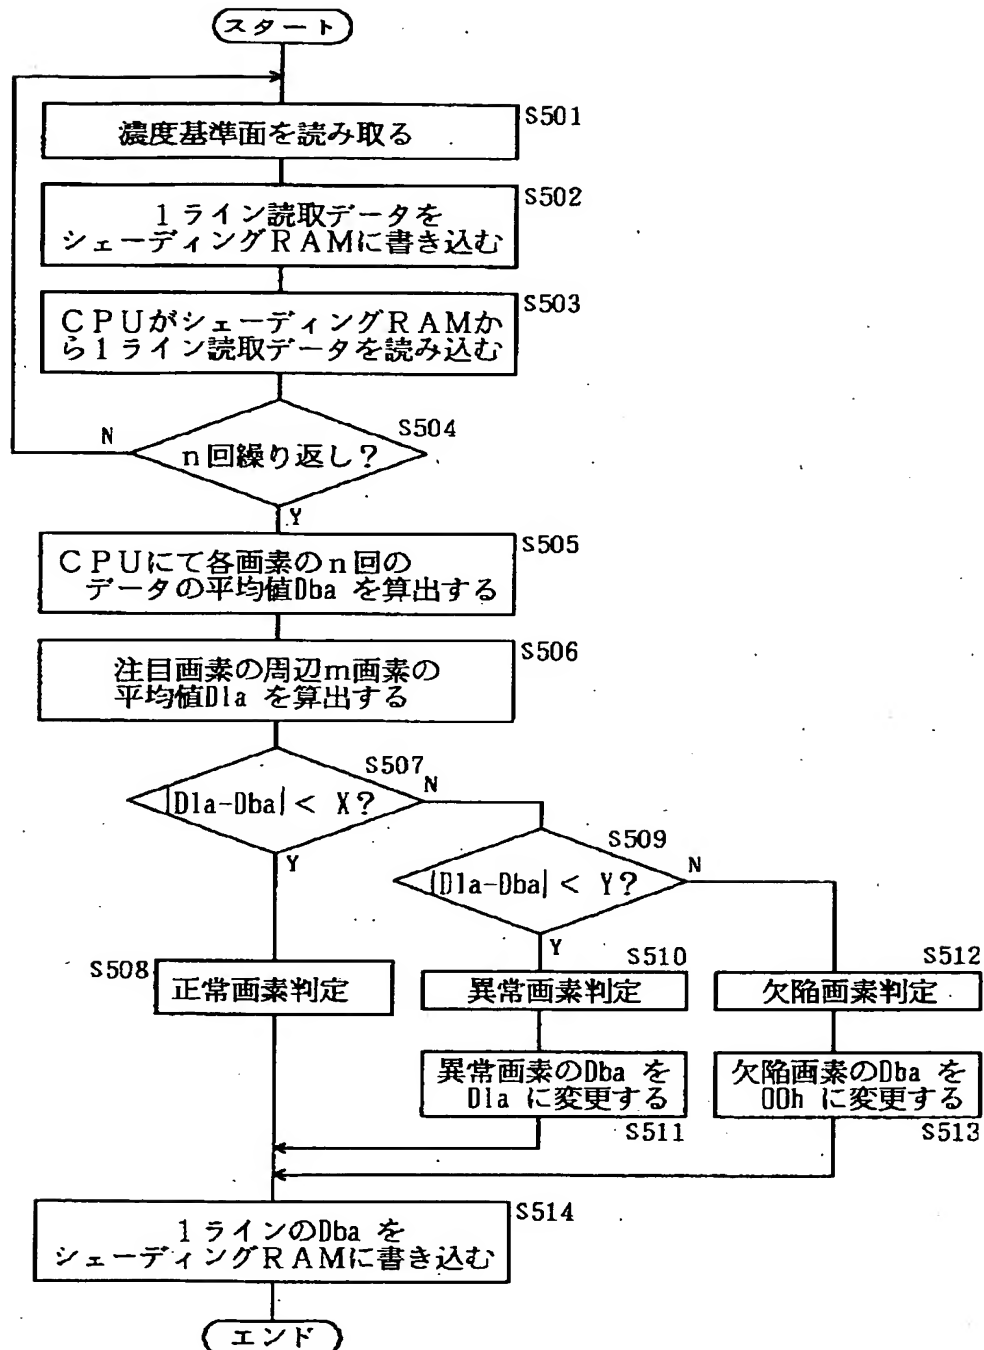 スタート
S501
濃度基準面を読み取る
S502
1ライン読取データを
シェーディングRAMに書き込む
S503
CPUがシェーディングRAMか
ら1ライン読取データを読み込む
S504
N
n回繰り返し?
Y
S505
CPUにて各画素のn回の
データの平均値Dba を算出する
S506
注目画素の周辺m画素の
平均値Dla を算出する
S507
N
|Dla-Dba| < X?
Y
S509
N
|Dla-Dba| < Y?
Y
S508
正常画素判定
S510
異常画素判定
S512
欠陥画素判定
異常画素のDba を
Dla に変更する
S511
欠陥画素のDba を
00h に変更する
S513
S514
1ラインのDba を
シェーディングRAMに書き込む
エンド